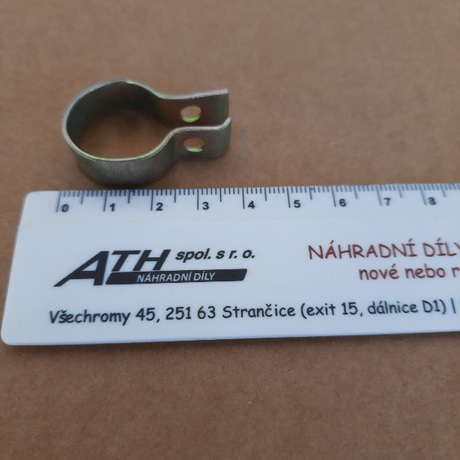 0 1 2 3 4 5 6 7 8
ATH spol. s r. o.
NÁHRADNÍ DÍLY
NÁHRADNÍ DÍLY
nové nebo r
Všechromy 45, 251 63 Strančice (exit 15, dálnice D1) |